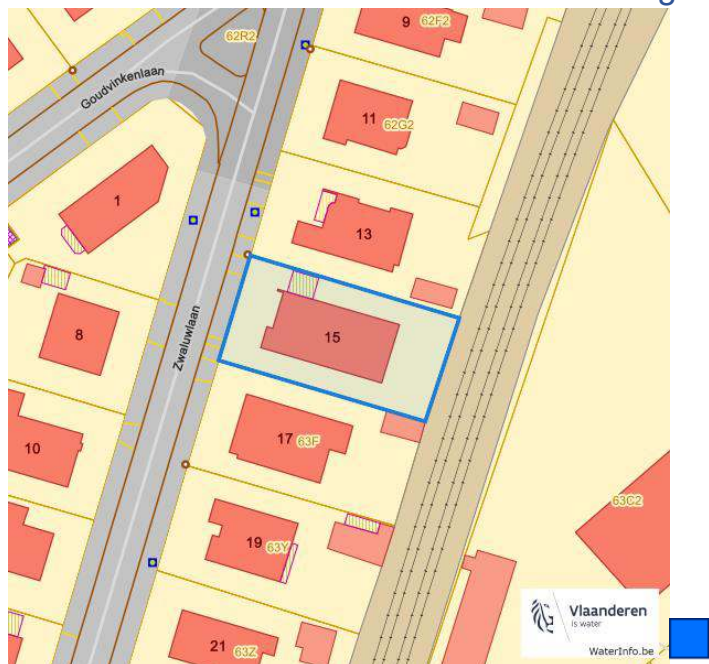 9
62F2
62R2
Goudvinkenlaan
11
62G2
1
13
15
8
Zwaluwlaan
17
63F
10
19
63Y
63C2
21
63Z
Vlaanderen
is water
WaterInfo.be